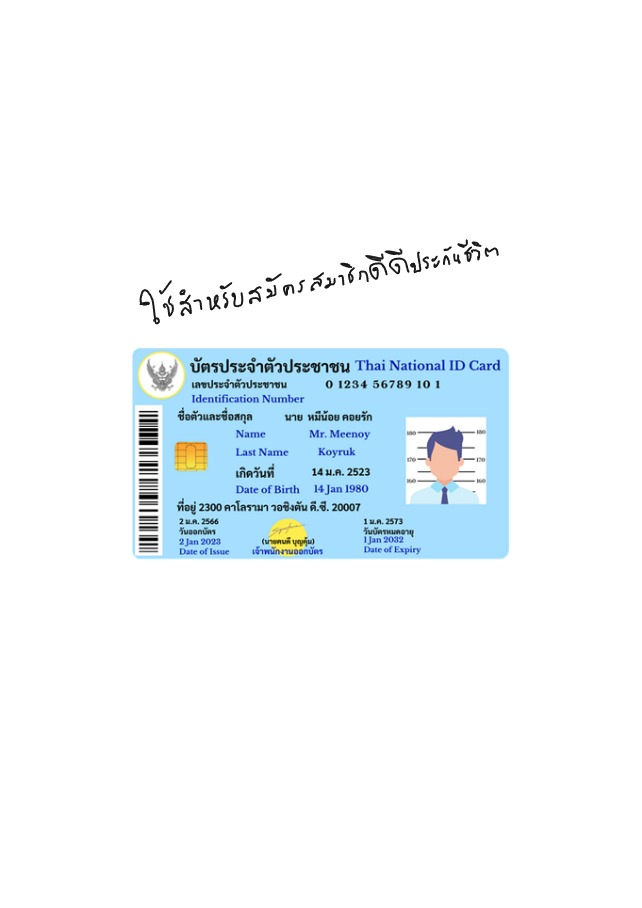 ใช้สำหรับสมัครสมาชิกดีดีประกันชีวิต
บัตรประจำตัวประชาชน Thai National ID Card
เลขประจำตัวประชาชน 0 1234 56789 10 1
Identification Number
ชื่อตัวและชื่อสกุล นาย หมีน้อย คอยรัก
Name Mr. Meenoy
Last Name Koyruk
เกิดวันที่ 14 ม.ค. 2523
Date of Birth 14 Jan 1980
ที่อยู่ 2300 คาโลรามา วอชิงตัน ดี.ซี. 20007
180 180
170 170
160 160
2 ม.ค. 2566
วันออกบัตร
2 Jan 2023
Date of Issue
(นายคนดี บุญคุ้ม)
เจ้าพนักงานออกบัตร
1 ม.ค. 2573
วันบัตรหมดอายุ
1 Jan 2032
Date of Expiry